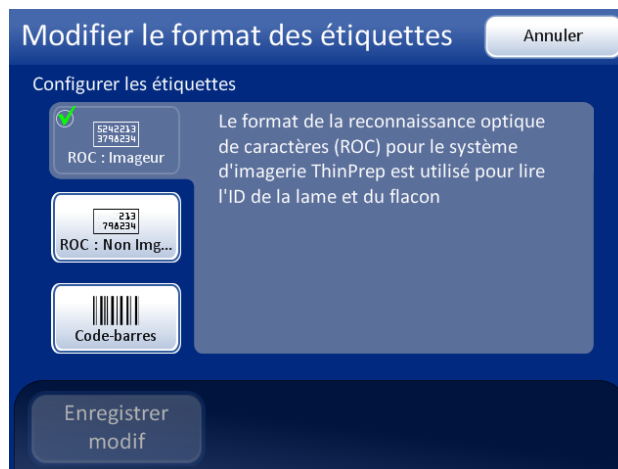 Modifier le format des étiquettes
Annuler
Configurer les étiquettes
5242213
3798234
ROC : Imageur
Le format de la reconnaissance optique
de caractères (ROC) pour le système
d'imagerie ThinPrep est utilisé pour lire
l'ID de la lame et du flacon
213
798234
ROC : Non Img...
Code-barres
Enregistrer
modif